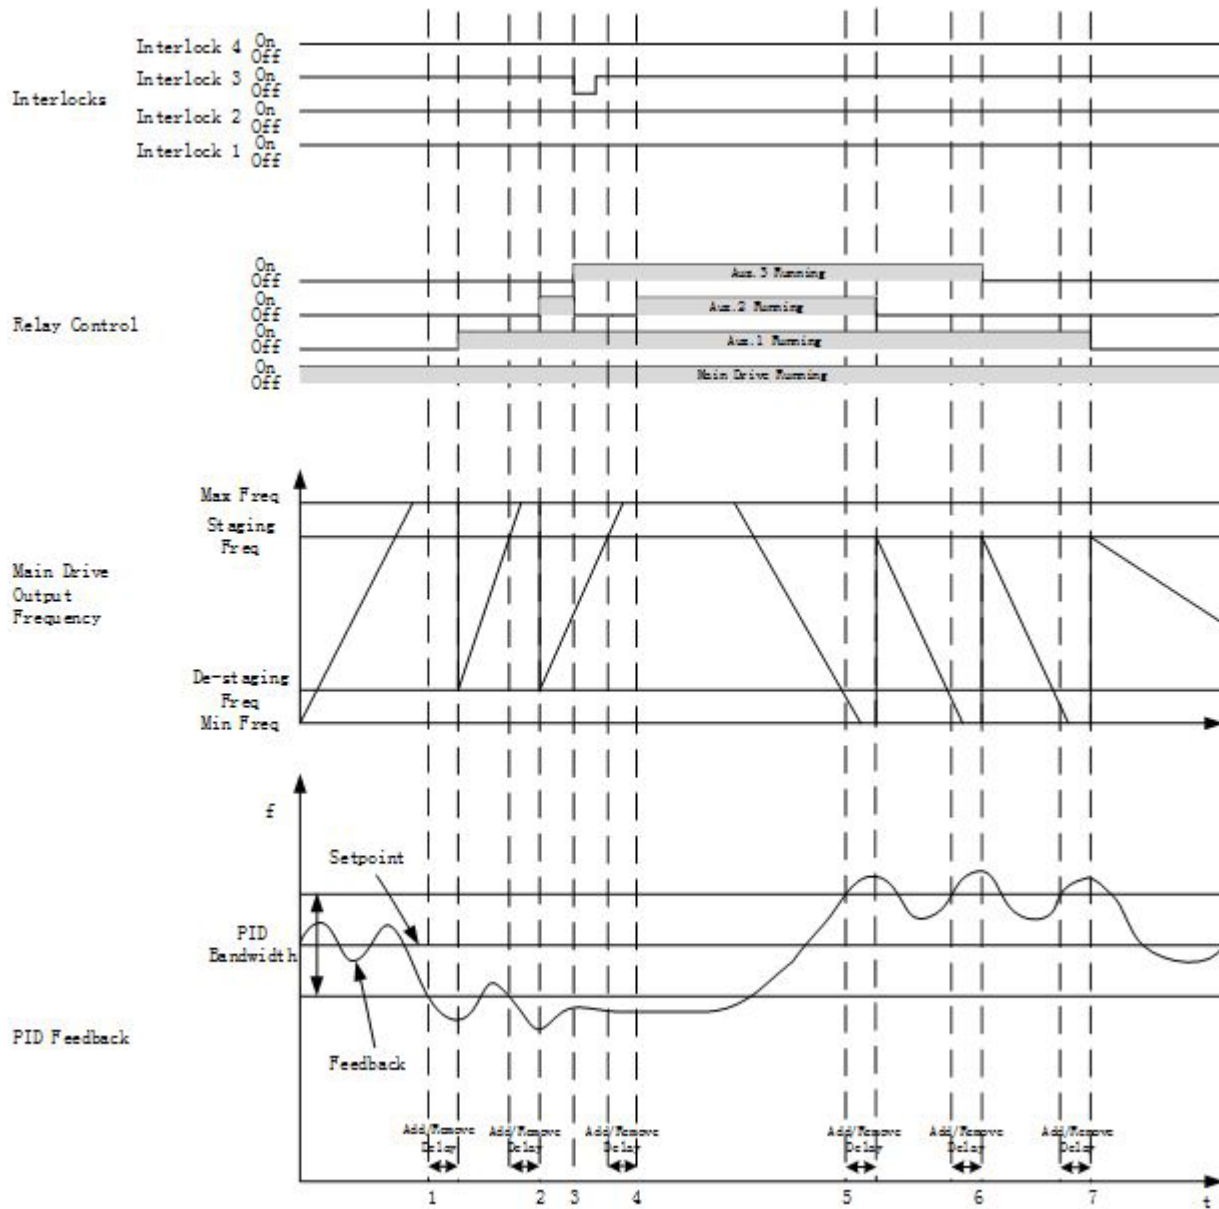 Interlocks
Interlock 4 On
Off
Interlock 3 On
Off
Interlock 2 On
Off
Interlock 1 On
Off
Relay Control
On
Off
Aux.3 Running
On
Off
Aux.2 Running
On
Off
Aux.1 Running
On
Off
Main Drive Running
Main Drive
Output
Frequency
Max Freq
Staging
Freq
De-staging
Freq
Min Freq
PID Feedback
f
Setpoint
PID
Bandwidth
Feedback
Add/Remove
Delay
Add/Remove
Delay
Add/Remove
Delay
Add/Remove
Delay
Add/Remove
Delay
Add/Remove
Delay
1 2 3 4 5 6 7 t